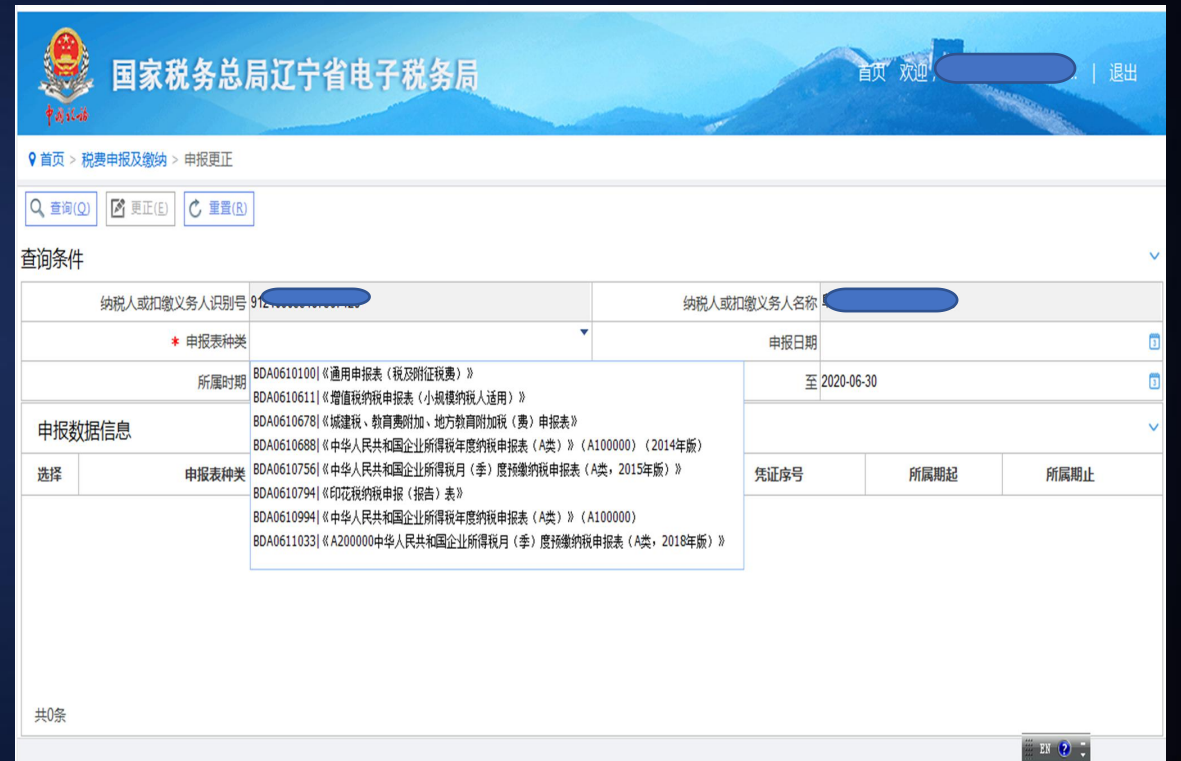 国家税务总局辽宁省电子税务局
中国税务
首页 欢迎 | 退出
首页 > 税费申报及缴纳 > 申报更正
查询(Q) 更正(E) 重置(R)
查询条件
纳税人或扣缴义务人识别号 纳税人或扣缴义务人名称
* 申报表种类 申报日期
所属时期 至 2020-06-30
BDA0610100|《通用申报表(税及附征税费)》
BDA0610611|《增值税纳税申报表(小规模纳税人适用)》
BDA0610678|《城建税、教育费附加、地方教育附加税(费)申报表》
BDA0610688|《中华人民共和国企业所得税年度纳税申报表(A类)》(A100000)(2014年版)
BDA0610756|《中华人民共和国企业所得税月(季)度预缴纳税申报表(A类,2015年版)》
BDA0610794|《印花税纳税申报(报告)表》
BDA0610994|《中华人民共和国企业所得税年度纳税申报表(A类)》(A100000)
BDA0611033|《A200000中华人民共和国企业所得税月(季)度预缴纳税申报表(A类,2018年版)》
申报数据信息
选择 申报表种类 凭证序号 所属期起 所属期止
共0条
EN